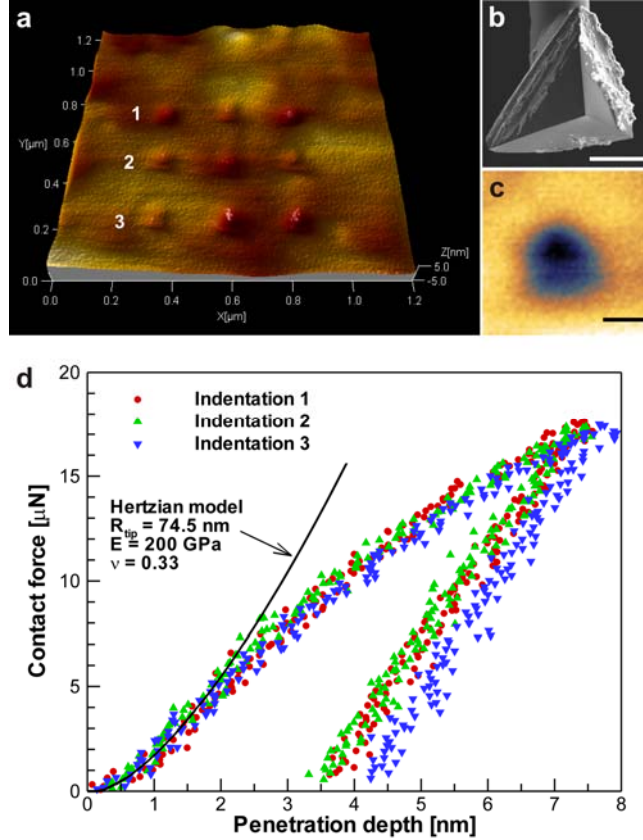 a
1.2
1.0
0.8
Y[µm]
0.6
0.4
0.2
0.0
1
2
3
0.0
0.2
0.4
0.6
0.8
1.0
1.2
X[µm]
Z[nm]
5.0
-5.0
b
c
d
20
15
10
5
0
Contact force [µN]
Indentation 1
Indentation 2
Indentation 3
Hertzian model
R_tip = 74.5 nm
E = 200 GPa
ν = 0.33
0
1
2
3
4
5
6
7
8
Penetration depth [nm]